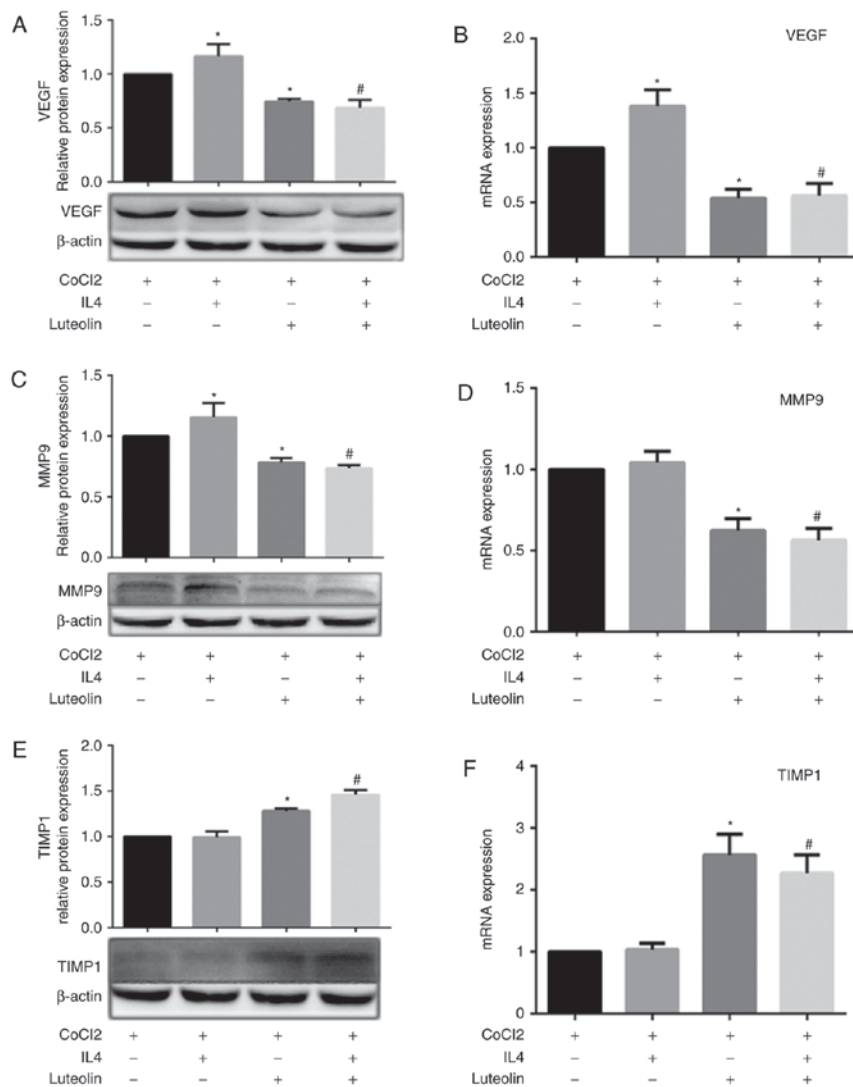 A
VEGF
Relative protein expression
1.5
1.0
0.5
0.0
*
*
#
VEGF
β-actin
CoCl2 + + + +
IL4 – + – +
Luteolin – – + +
B
VEGF
mRNA expression
2.0
1.5
1.0
0.5
0.0
*
*
#
CoCl2 + + + +
IL4 – + – +
Luteolin – – + +
C
MMP9
Relative protein expression
1.5
1.0
0.5
0.0
*
*
#
MMP9
β-actin
CoCl2 + + + +
IL4 – + – +
Luteolin – – + +
D
MMP9
mRNA expression
1.5
1.0
0.5
0.0
*
#
CoCl2 + + + +
IL4 – + – +
Luteolin – – + +
E
TIMP1
relative protein expression
2.0
1.5
1.0
0.5
0.0
*
#
TIMP1
β-actin
CoCl2 + + + +
IL4 – + – +
Luteolin – – + +
F
TIMP1
mRNA expression
4
3
2
1
0
*
#
CoCl2 + + + +
IL4 – + – +
Luteolin – – + +